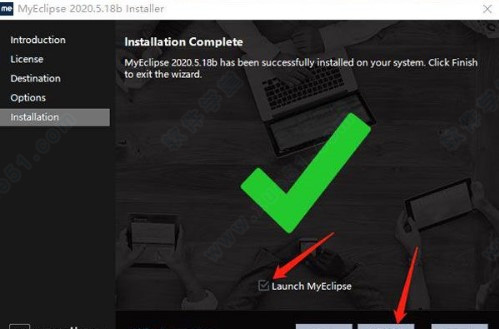 me MyEclipse 2020.5.18b Installer
Introduction
License
Destination
Options
Installation
Installation Complete
MyEclipse 2020.5.18b has been successfully installed on your system. Click Finish
to exit the wizard.
Launch MyEclipse